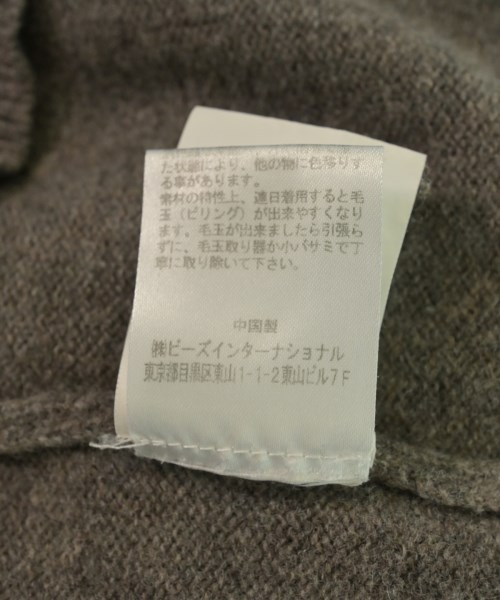 た状態により、他の物に色移りす
る事があります。
素材の特性上、連日着用すると毛
玉（ピリング）が出来やすくなり
ます。毛玉が出来ましたら引張ら
ずに、毛玉取り器か小バサミで丁
寧に取り除いて下さい。
中国製
㈱ビーズインターナショナル
東京都目黒区東山1-1-2東山ビル7F